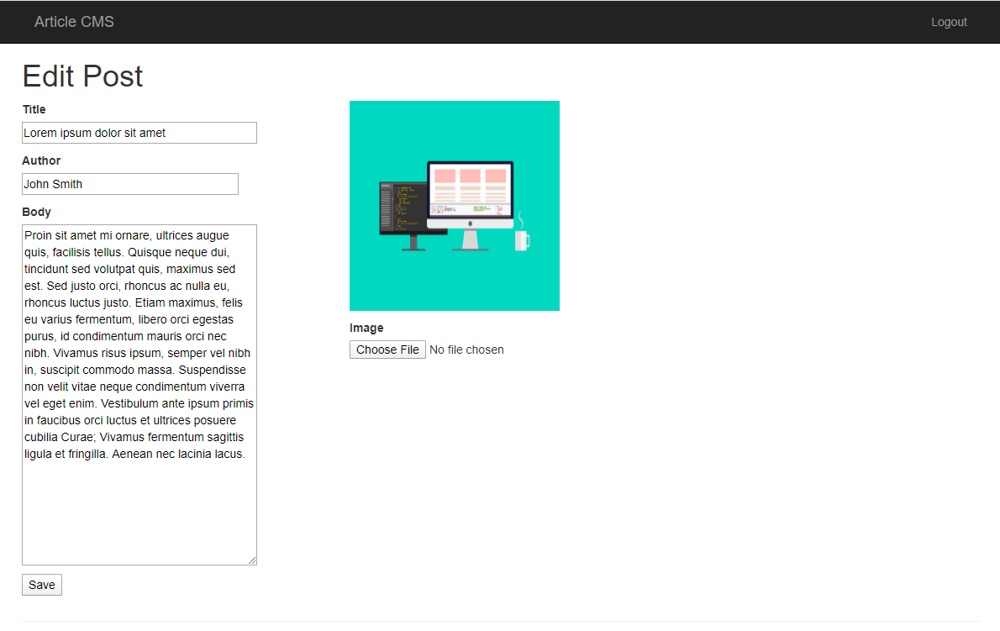 Article CMS
Logout
Edit Post
Title
Lorem ipsum dolor sit amet
Author
John Smith
Body
Proin sit amet mi ornare, ultrices augue
quis, facilisis tellus. Quisque neque dui,
tincidunt sed volutpat quis, maximus sed
est. Sed justo orci, rhoncus ac nulla eu,
rhoncus luctus justo. Etiam maximus, felis
eu varius fermentum, libero orci egestas
purus, id condimentum mauris orci nec
nibh. Vivamus risus ipsum, semper vel nibh
in, suscipit commodo massa. Suspendisse
non velit vitae neque condimentum viverra
vel eget enim. Vestibulum ante ipsum primis
in faucibus orci luctus et ultrices posuere
cubilia Curae; Vivamus fermentum sagittis
ligula et fringilla. Aenean nec lacinia lacus.
Save
Image
Choose File No file chosen